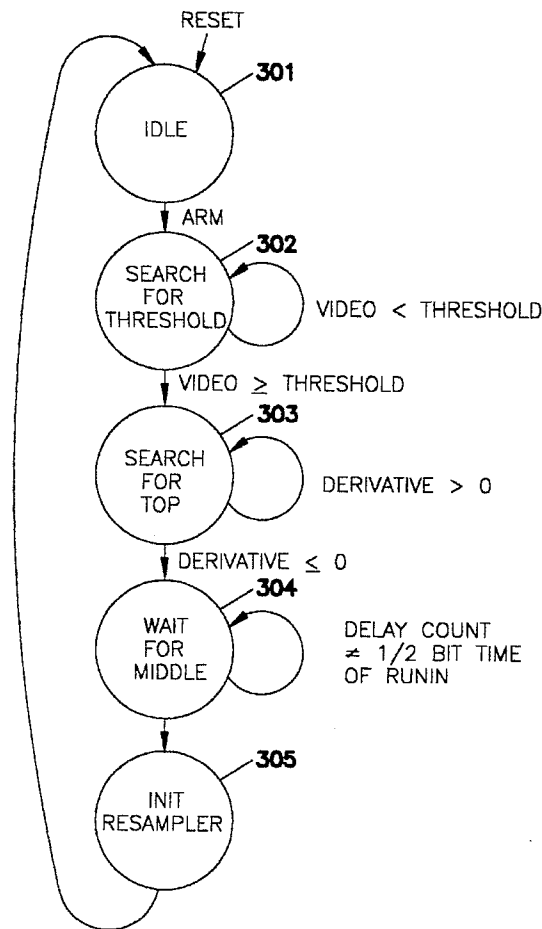 RESET
301
IDLE
ARM
302
SEARCH
FOR
THRESHOLD
VIDEO < THRESHOLD
VIDEO ≥ THRESHOLD
303
SEARCH
FOR
TOP
DERIVATIVE > 0
DERIVATIVE ≤ 0
304
WAIT
FOR
MIDDLE
DELAY COUNT
≠ 1/2 BIT TIME
OF RUNIN
305
INIT
RESAMPLER